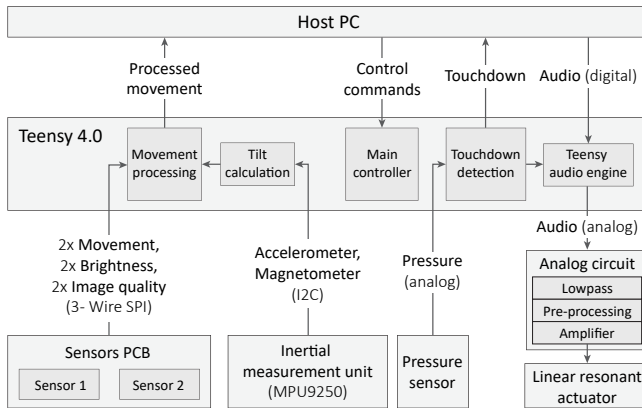 Host PC
Processed
movement
Control
commands
Touchdown
Audio (digital)
Teensy 4.0
Movement
processing
Tilt
calculation
Main
controller
Touchdown
detection
Teensy
audio engine
2x Movement,
2x Brightness,
2x Image quality
(3- Wire SPI)
Accelerometer,
Magnetometer
(I2C)
Pressure
(analog)
Audio (analog)
Analog circuit
Lowpass
Pre-processing
Amplifier
Sensors PCB
Sensor 1
Sensor 2
Inertial
measurement unit
(MPU9250)
Pressure
sensor
Linear resonant
actuator